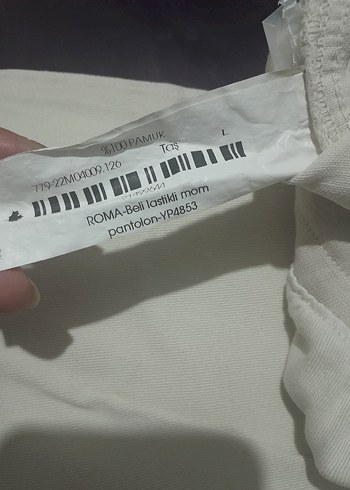 %100 PAMUK
779-22M04009.126 Taş L
ROMA-Beli lastikli mom
pantolon-YP4853